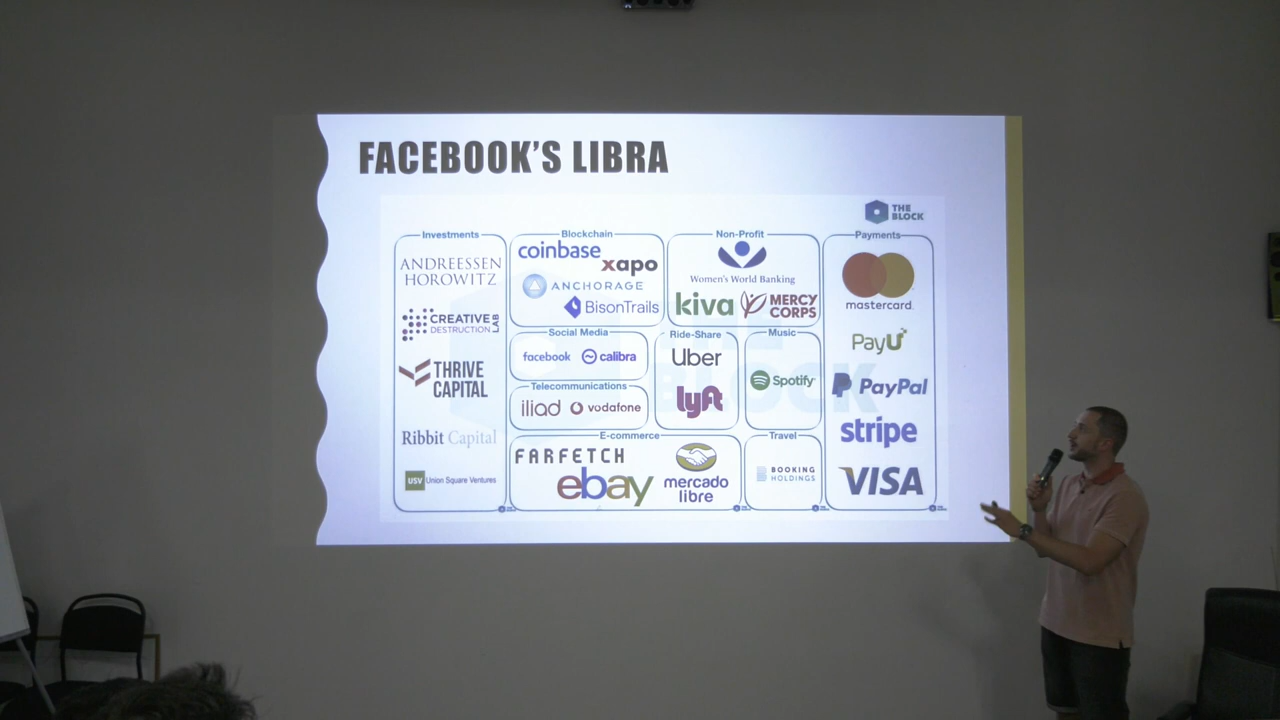 FACEBOOK'S LIBRA
THE
BLOCK
Investments
ANDREESSEN
HOROWITZ
CREATIVE
DESTRUCTION LAB
THRIVE
CAPITAL
Ribbit Capital
USV Union Square Ventures
Blockchain
coinbase
xapo
ANCHORAGE
BisonTrails
Non-Profit
Women's World Banking
kiva
MERCY
CORPS
Payments
mastercard
PayU
PayPal
stripe
VISA
Social Media
facebook
calibra
Ride-Share
Uber
lyft
Music
Spotify
Telecommunications
iliad
vodafone
E-commerce
FARFETCH
ebay
mercado
libre
Travel
BOOKING
HOLDINGS